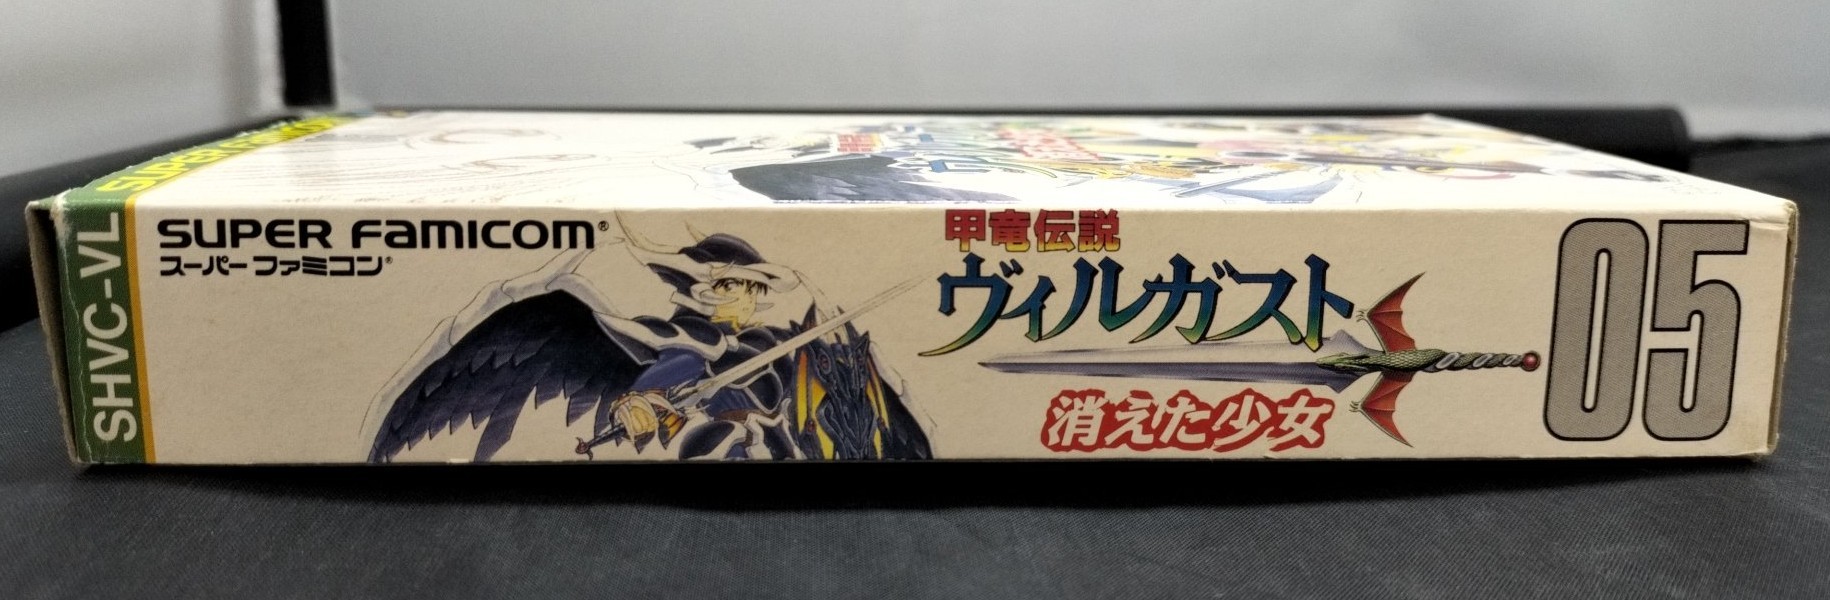 SUPER FAMICOM
SHVC-VL
SUPER FAMICOM®
スーパーファミコン®
甲竜伝説
ヴィルガスト
消えた少女
05